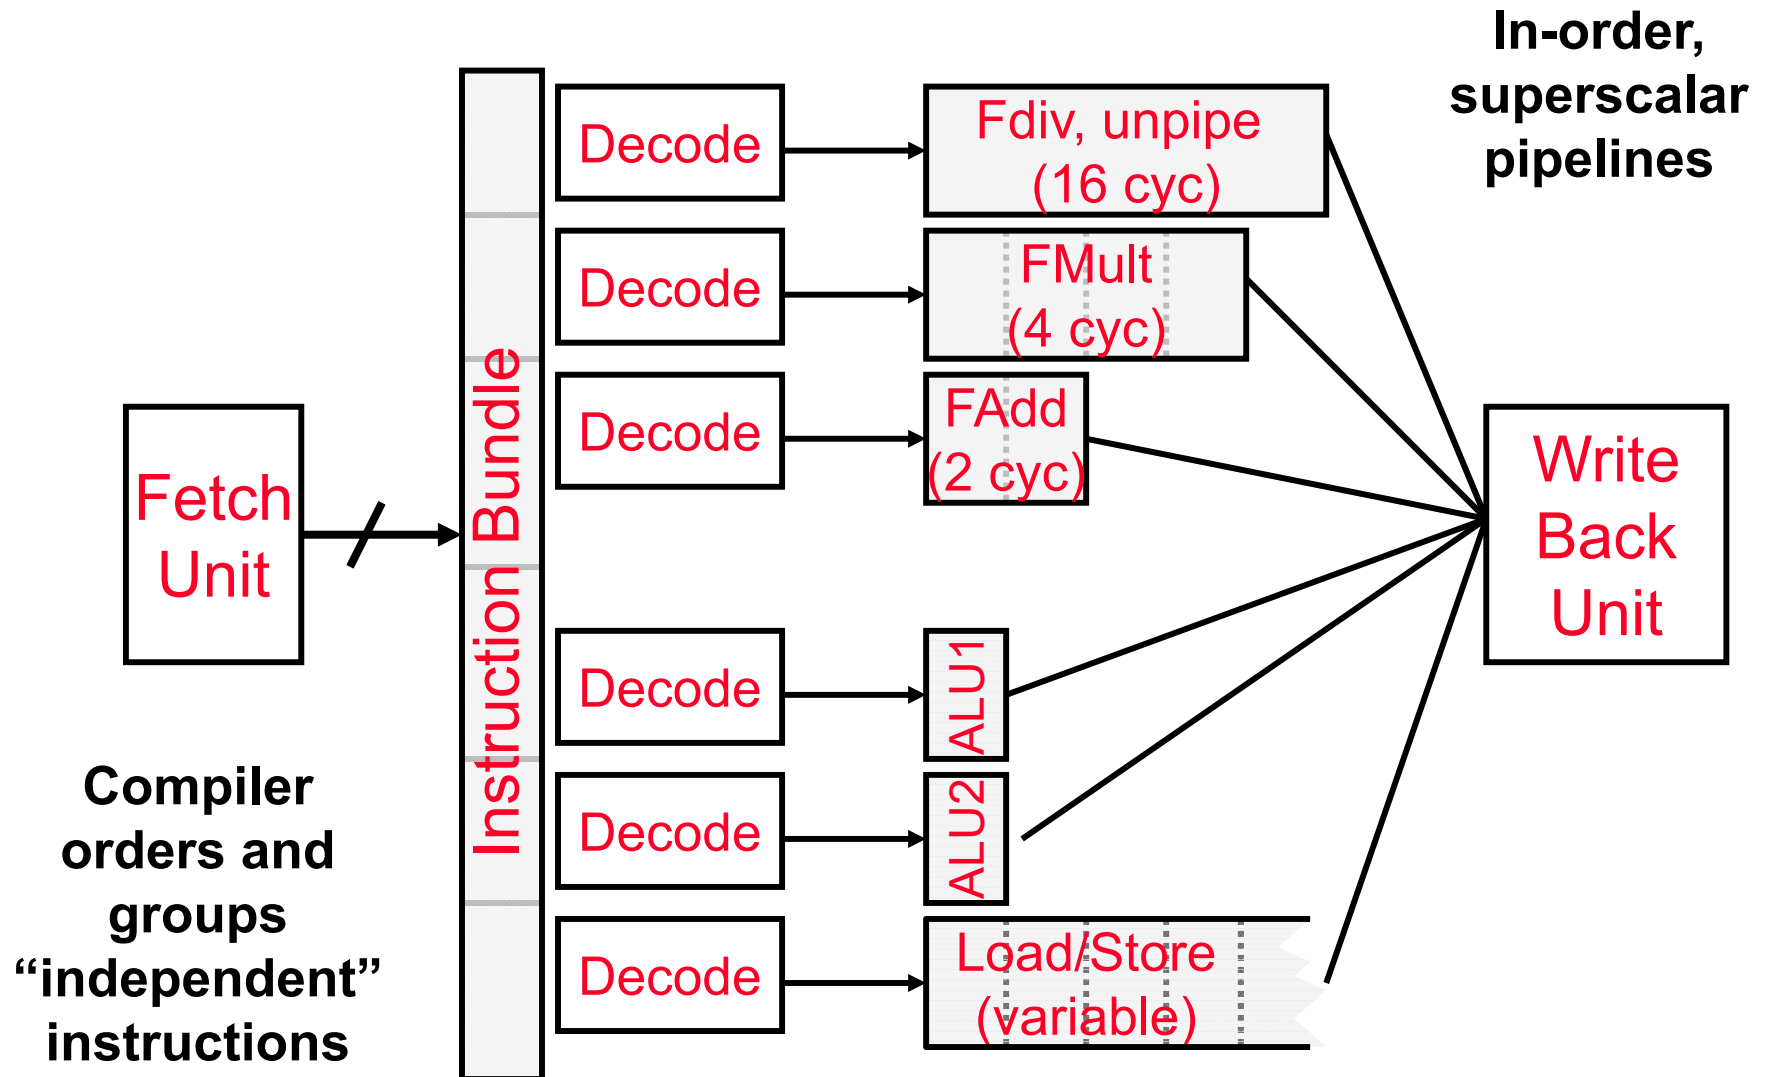 In-order,
superscalar
pipelines
Decode
Fdiv, unpipe
(16 cyc)
Decode
FMult
(4 cyc)
Decode
FAdd
(2 cyc)
Fetch
Unit
Instruction Bundle
Write
Back
Unit
Decode
ALU1
Decode
ALU2
Decode
Load/Store
(variable)
Compiler
orders and
groups
“independent”
instructions